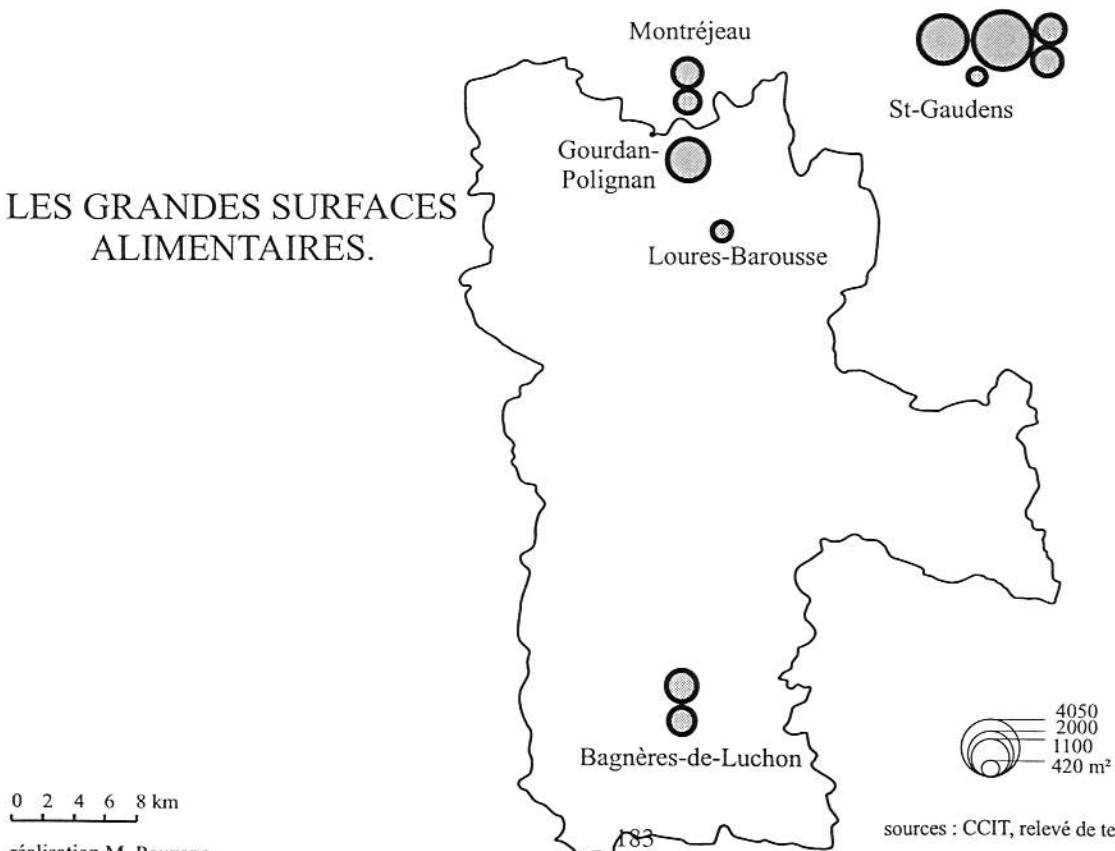 Montréjeau
St-Gaudens
Gourdan-
Polignan
LES GRANDES SURFACES
ALIMENTAIRES.
Loures-Barousse
Bagnères-de-Luchon
4050
2000
1100
420 m²
0 2 4 6 8 km
183
sources : CCIT, relevé de te
réalisation M.